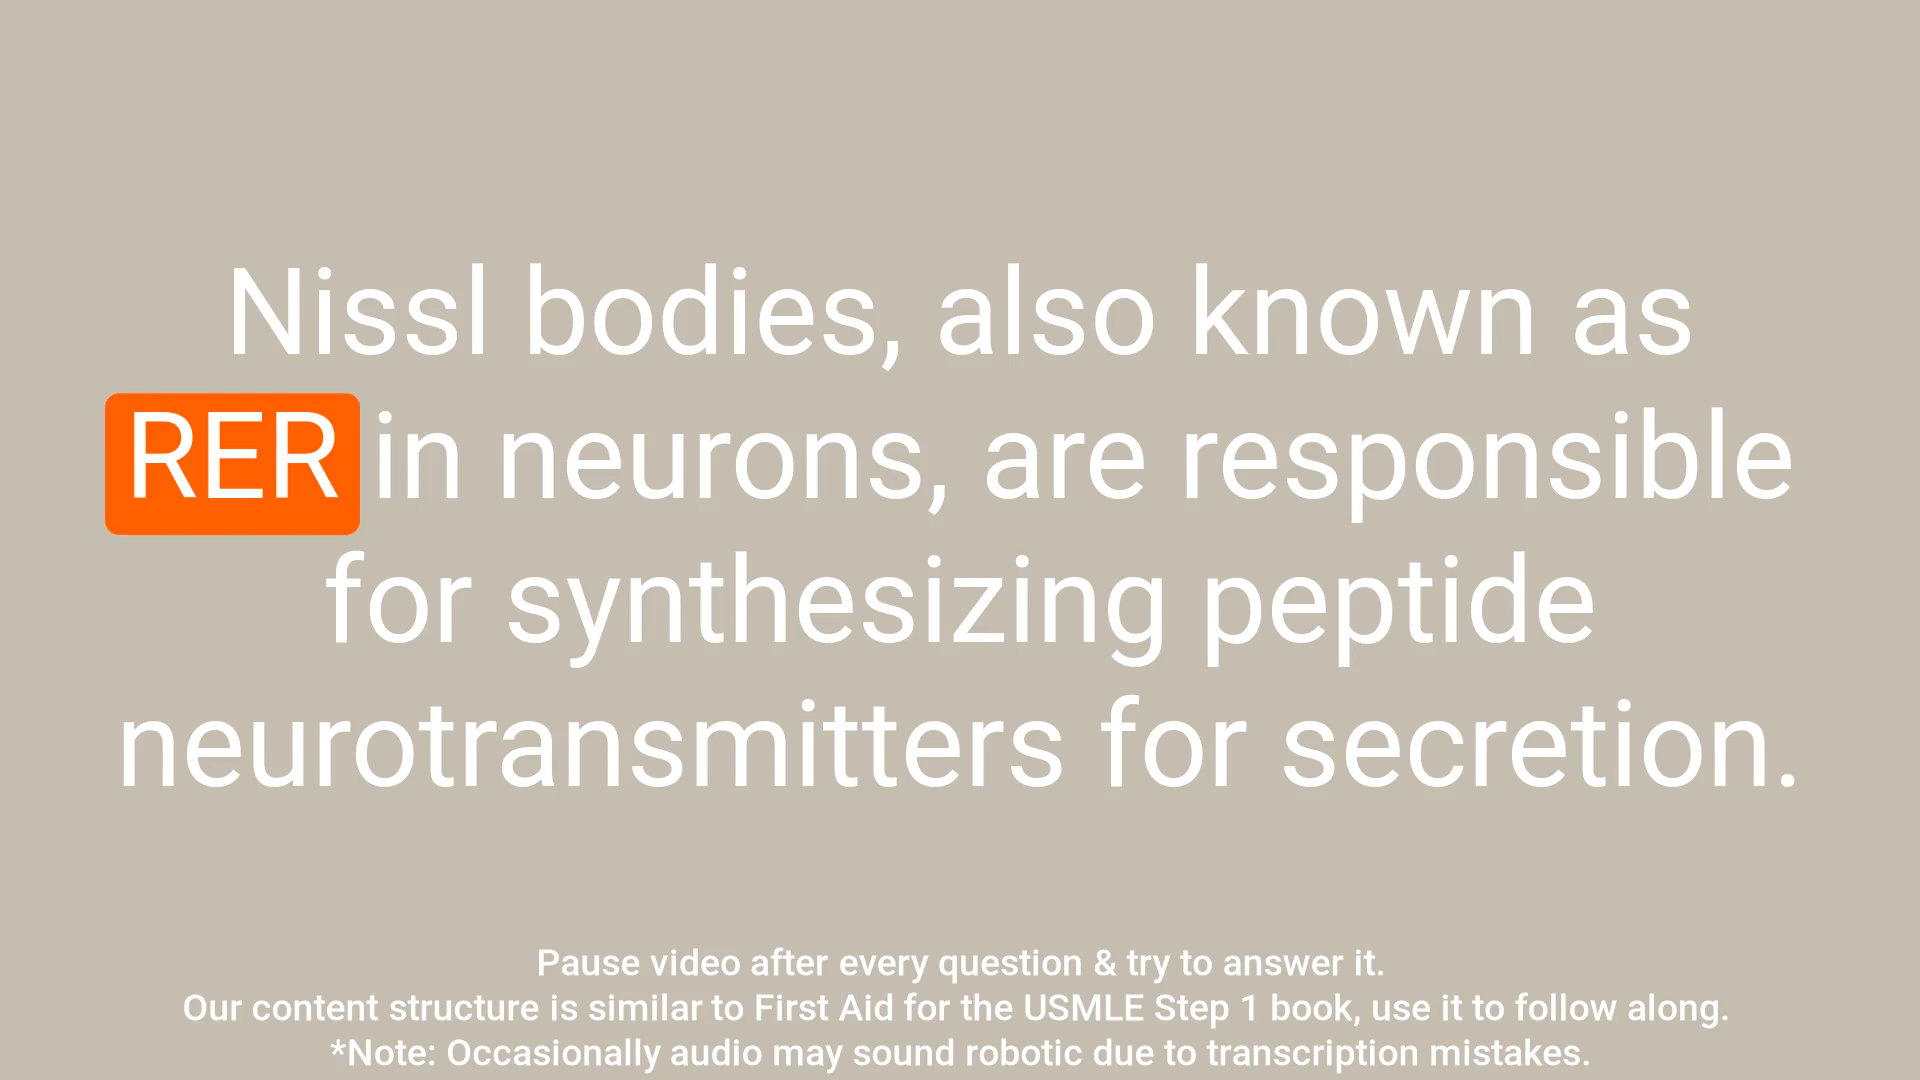 Nissl bodies, also known as
RER in neurons, are responsible
for synthesizing peptide
neurotransmitters for secretion.
Pause video after every question & try to answer it.
Our content structure is similar to First Aid for the USMLE Step 1 book, use it to follow along.
*Note: Occasionally audio may sound robotic due to transcription mistakes.